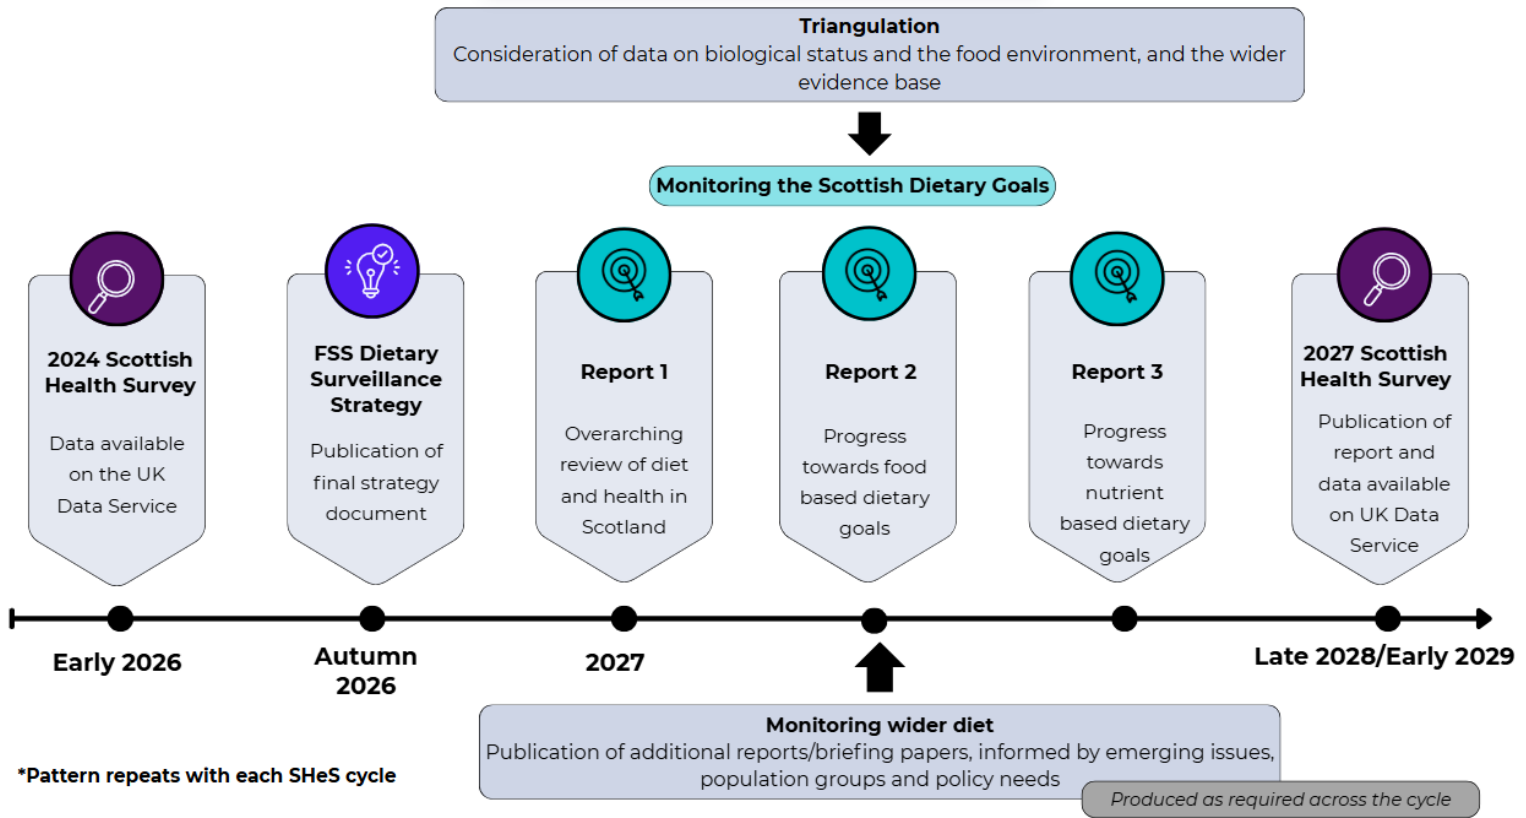 Triangulation
Consideration of data on biological status and the food environment, and the wider
evidence base
Monitoring the Scottish Dietary Goals
2024 Scottish
Health Survey
Data available
on the UK
Data Service
FSS Dietary
Surveillance
Strategy
Publication of
final strategy
document
Report 1
Overarching
review of diet
and health in
Scotland
Report 2
Progress
towards food
based dietary
goals
Report 3
Progress
towards
nutrient
based dietary
goals
2027 Scottish
Health Survey
Publication of
report and
data available
on UK Data
Service
Early 2026
Autumn
2026
2027
Late 2028/Early 2029
Monitoring wider diet
Publication of additional reports/briefing papers, informed by emerging issues,
population groups and policy needs
Produced as required across the cycle
*Pattern repeats with each SHeS cycle